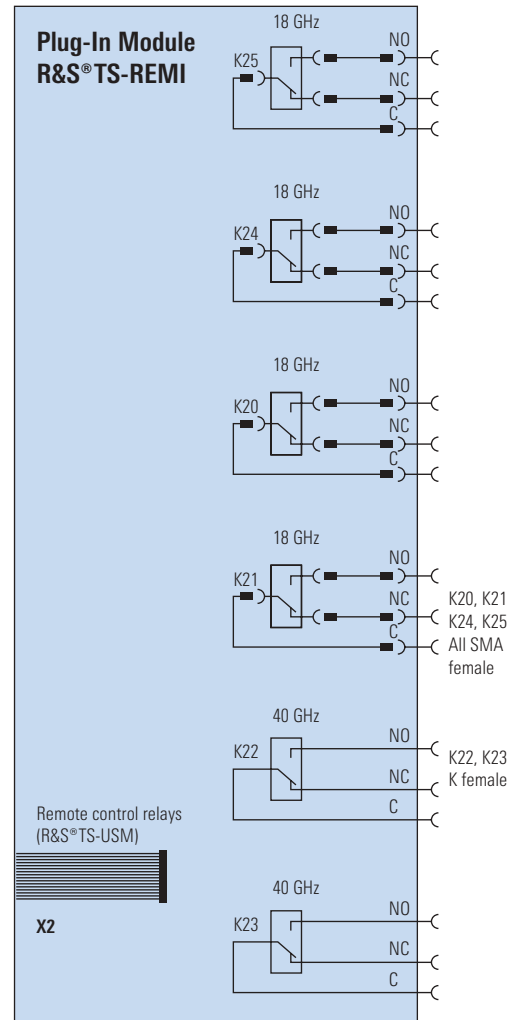 Plug-In Module
R&S®TS-REMI
18 GHz
K25
NO
NC
C
18 GHz
K24
NO
NC
C
18 GHz
K20
NO
NC
C
18 GHz
K21
NO
NC
C
K20, K21
K24, K25
All SMA
female
40 GHz
K22
NO
NC
C
K22, K23
K female
Remote control relays
(R&S®TS-USM)
X2
40 GHz
K23
NO
NC
C